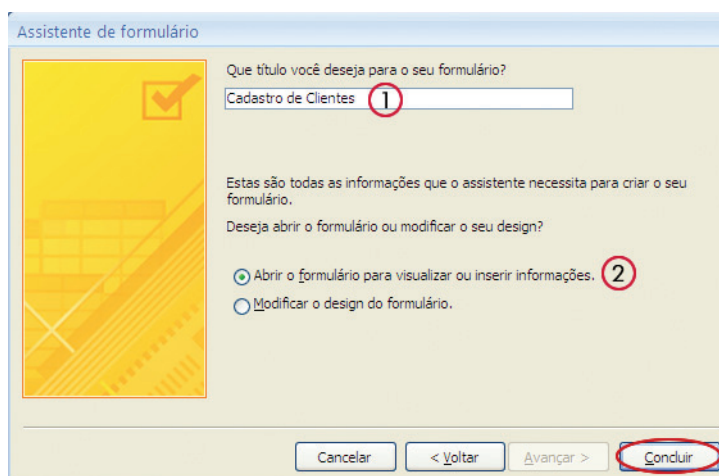 Assistente de formulário
Que título você deseja para o seu formulário?
Cadastro de Clientes 1
Estas são todas as informações que o assistente necessita para criar o seu
formulário.
Deseja abrir o formulário ou modificar o seu design?
Abrir o formulário para visualizar ou inserir informações. 2
Modificar o design do formulário.
Cancelar < Voltar Avançar > Concluir